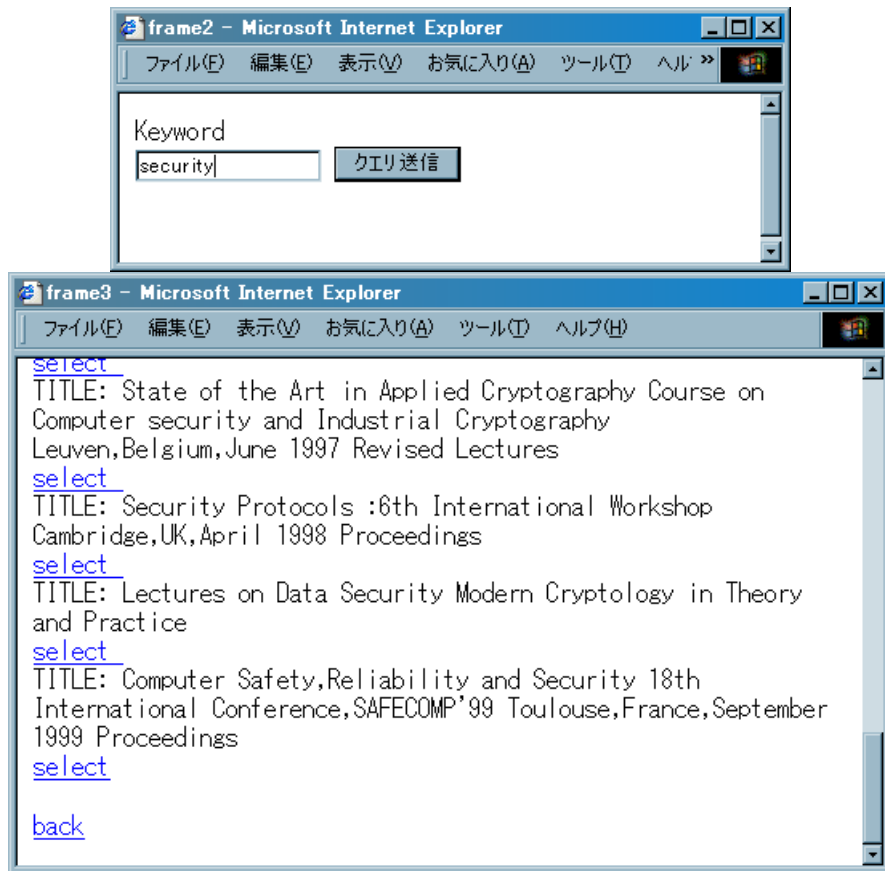 frame2 - Microsoft Internet Explorer
ファイル(F) 編集(E) 表示(V) お気に入り(A) ツール(T) ヘル »
Keyword
security クエリ送信
frame3 - Microsoft Internet Explorer
ファイル(F) 編集(E) 表示(V) お気に入り(A) ツール(T) ヘルプ(H)
select
TITLE: State of the Art in Applied Cryptography Course on
Computer security and Industrial Cryptography
Leuven,Belgium,June 1997 Revised Lectures
select
TITLE: Security Protocols :6th International Workshop
Cambridge,UK,April 1998 Proceedings
select
TITLE: Lectures on Data Security Modern Cryptology in Theory
and Practice
select
TITLE: Computer Safety,Reliability and Security 18th
International Conference,SAFECOMP'99 Toulouse,France,September
1999 Proceedings
select
back